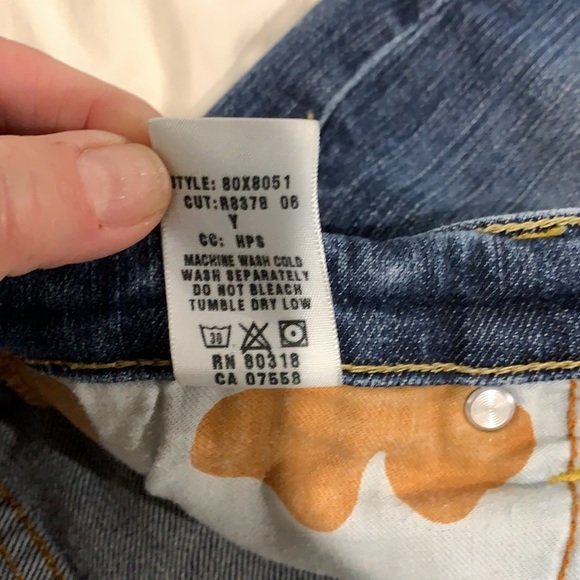 STYLE: 80X8051
CUT:R8378 06
Y
CC: HPS
MACHINE WASH COLD
WASH SEPARATELY
DO NOT BLEACH
TUMBLE DRY LOW
30
RN 80318
CA 07558